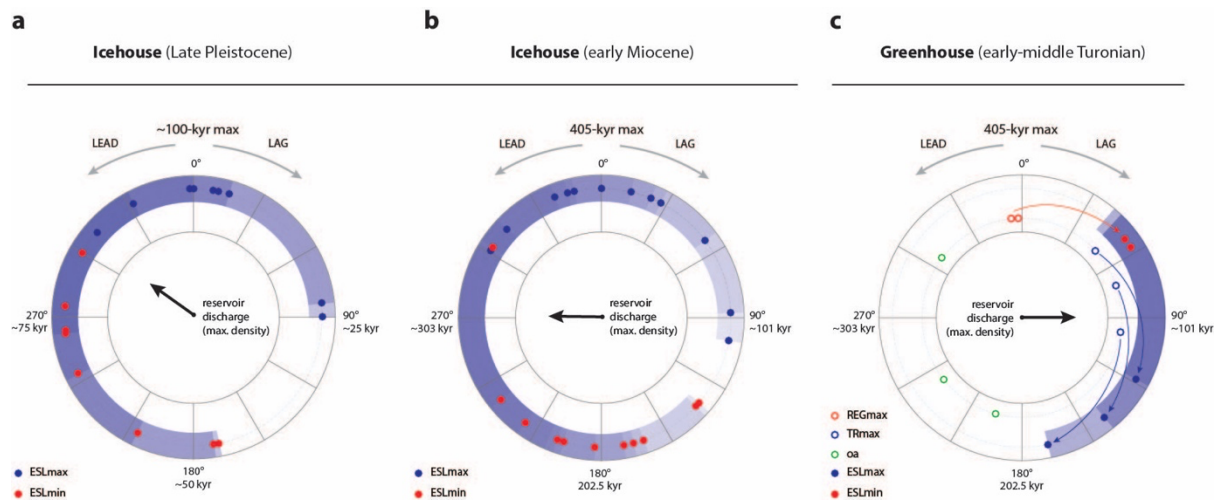 a
Icehouse (Late Pleistocene)
~100-kyr max
LEAD
LAG
0°
270°
~75 kyr
reservoir
discharge
(max. density)
90°
~25 kyr
180°
~50 kyr
ESLmax
ESLmin
b
Icehouse (early Miocene)
405-kyr max
LEAD
LAG
0°
270°
~303 kyr
reservoir
discharge
(max. density)
90°
~101 kyr
180°
202.5 kyr
ESLmax
ESLmin
c
Greenhouse (early-middle Turonian)
405-kyr max
LEAD
LAG
0°
270°
~303 kyr
reservoir
discharge
(max. density)
90°
~101 kyr
180°
202.5 kyr
REGmax
TRmax
oa
ESLmax
ESLmin